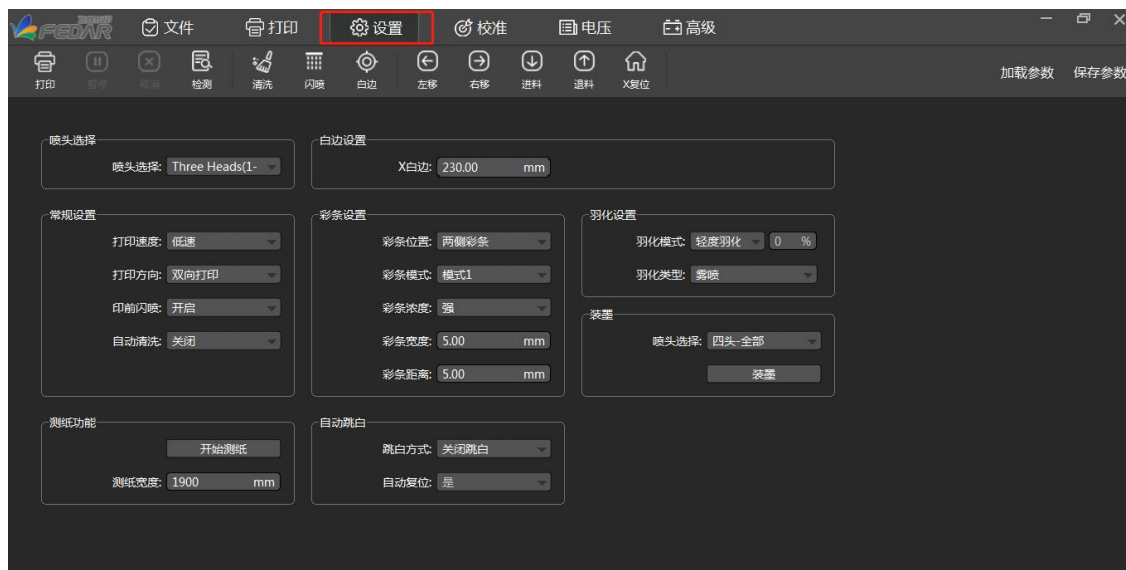 FEDAR 文件 打印 设置 校准 电压 高级
打印 暂停 取消 检测 清洗 闪喷 白边 左移 右移 进料 退料 X复位 加载参数 保存参数
喷头选择
喷头选择: Three Heads(1-
白边设置
X白边: 230.00 mm
常规设置
打印速度: 低速
打印方向: 双向打印
印前闪喷: 开启
自动清洗: 关闭
彩条设置
彩条位置: 两侧彩条
彩条模式: 模式1
彩条浓度: 强
彩条宽度: 5.00 mm
彩条距离: 5.00 mm
羽化设置
羽化模式: 轻度羽化 0 %
羽化类型: 雾喷
装墨
喷头选择: 四头-全部
装墨
测纸功能
开始测纸
测纸宽度: 1900 mm
自动跳白
跳白方式: 关闭跳白
自动复位: 是